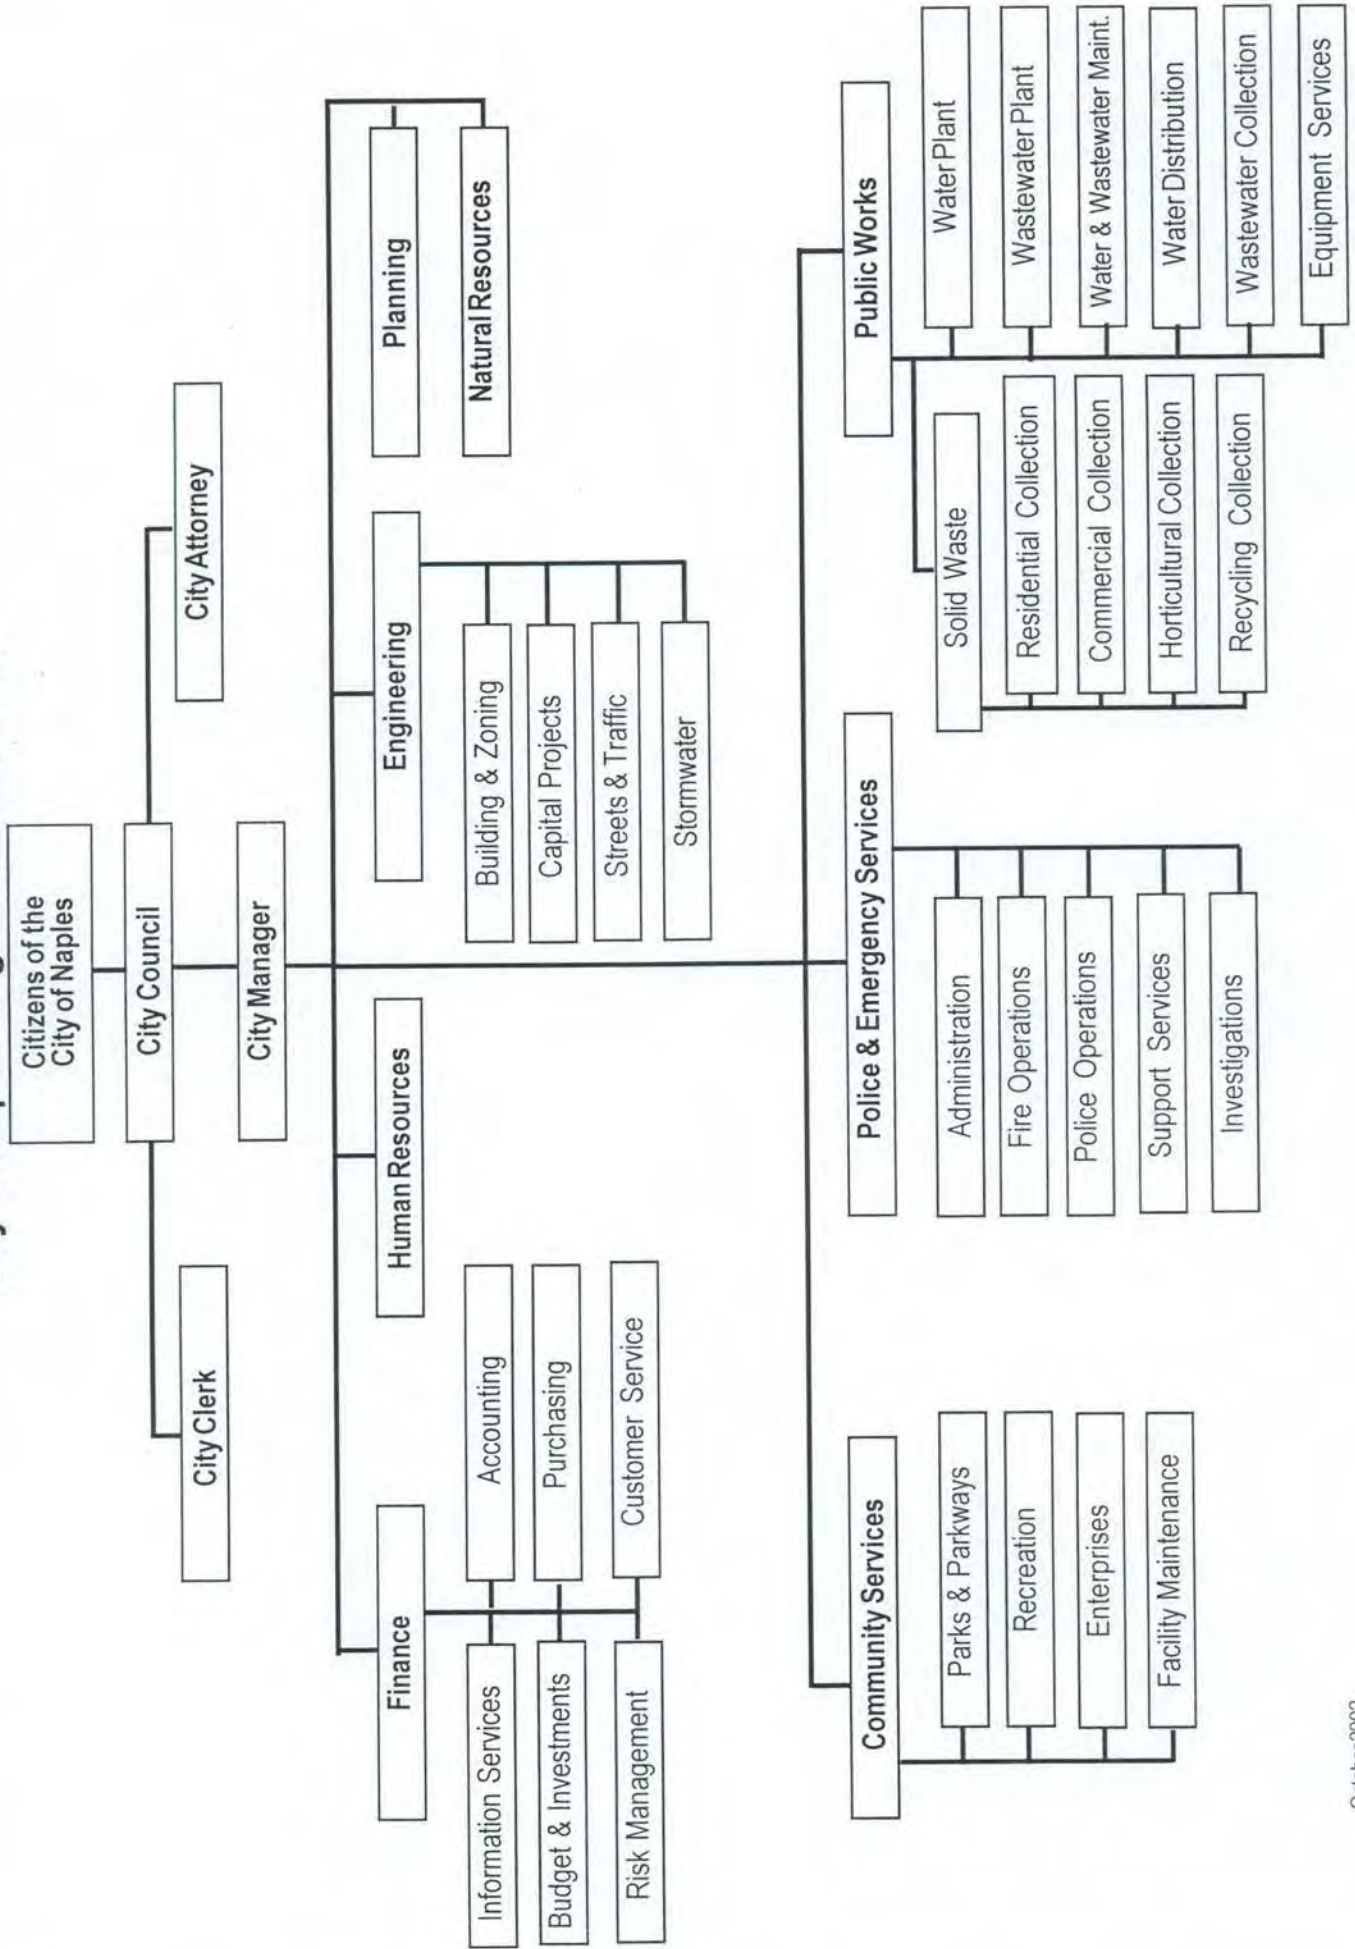 Citizens of the
City of Naples
City Council
City Clerk
City Attorney
City Manager
Finance
Human Resources
Engineering
Planning
Natural Resources
Information Services
Accounting
Budget & Investments
Purchasing
Risk Management
Customer Service
Building & Zoning
Capital Projects
Streets & Traffic
Stormwater
Community Services
Police & Emergency Services
Public Works
Parks & Parkways
Recreation
Enterprises
Facility Maintenance
Administration
Fire Operations
Police Operations
Support Services
Investigations
Solid Waste
Residential Collection
Commercial Collection
Horticultural Collection
Recycling Collection
Water Plant
Wastewater Plant
Water & Wastewater Maint.
Water Distribution
Wastewater Collection
Equipment Services